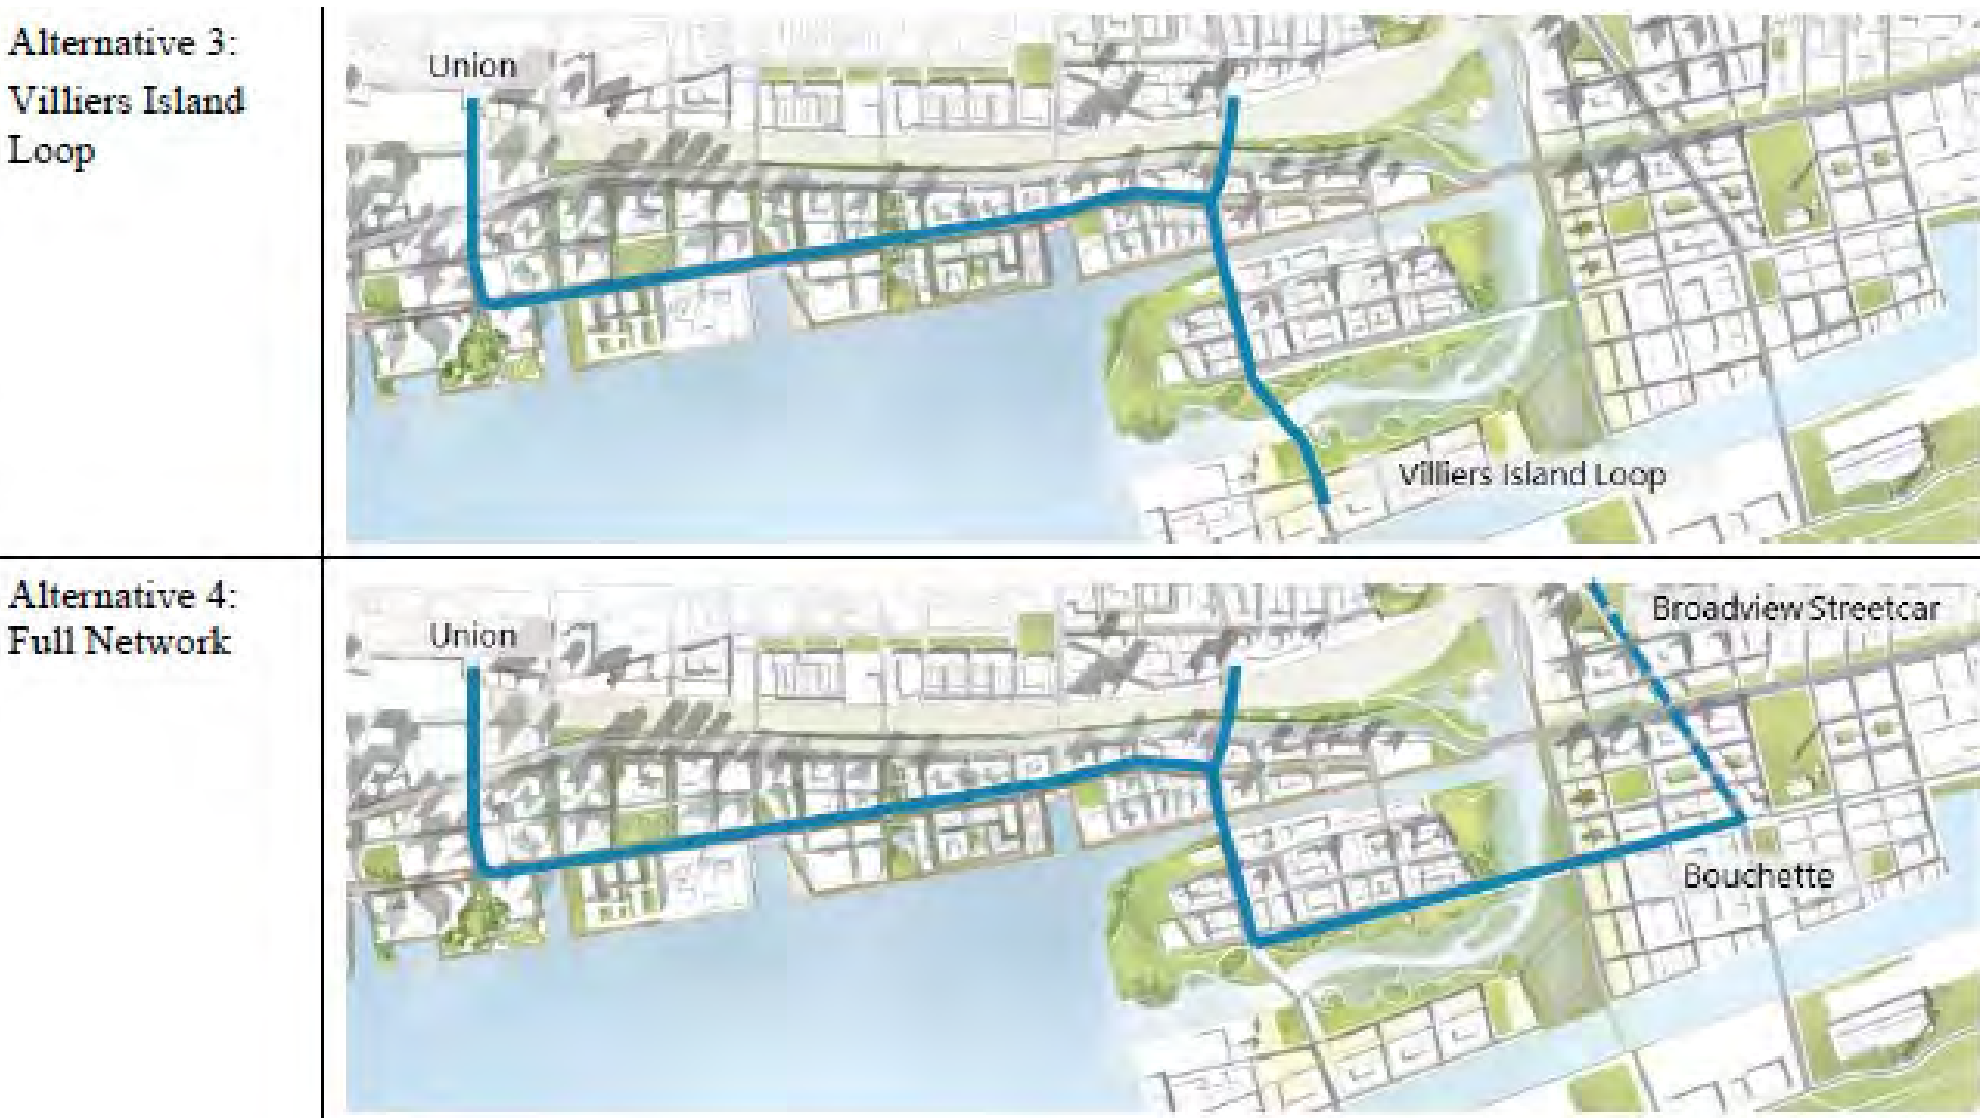 Alternative 3:
Villiers Island
Loop
Union
Villiers Island Loop
Alternative 4:
Full Network
Union
Broadview Streetcar
Bouchette